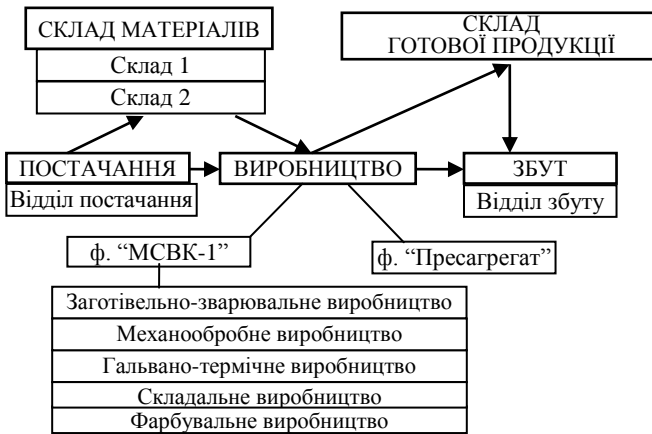 СКЛАД МАТЕРІАЛІВ
Склад 1
Склад 2
СКЛАД
ГОТОВОЇ ПРОДУКЦІЇ
ПОСТАЧАННЯ
Відділ постачання
ВИРОБНИЦТВО
ЗБУТ
Відділ збуту
ф. “МСВК-1”
ф. “Пресагрегат”
Заготівельно-зварювальне виробництво
Механообробне виробництво
Гальвано-термічне виробництво
Складальне виробництво
Фарбувальне виробництво